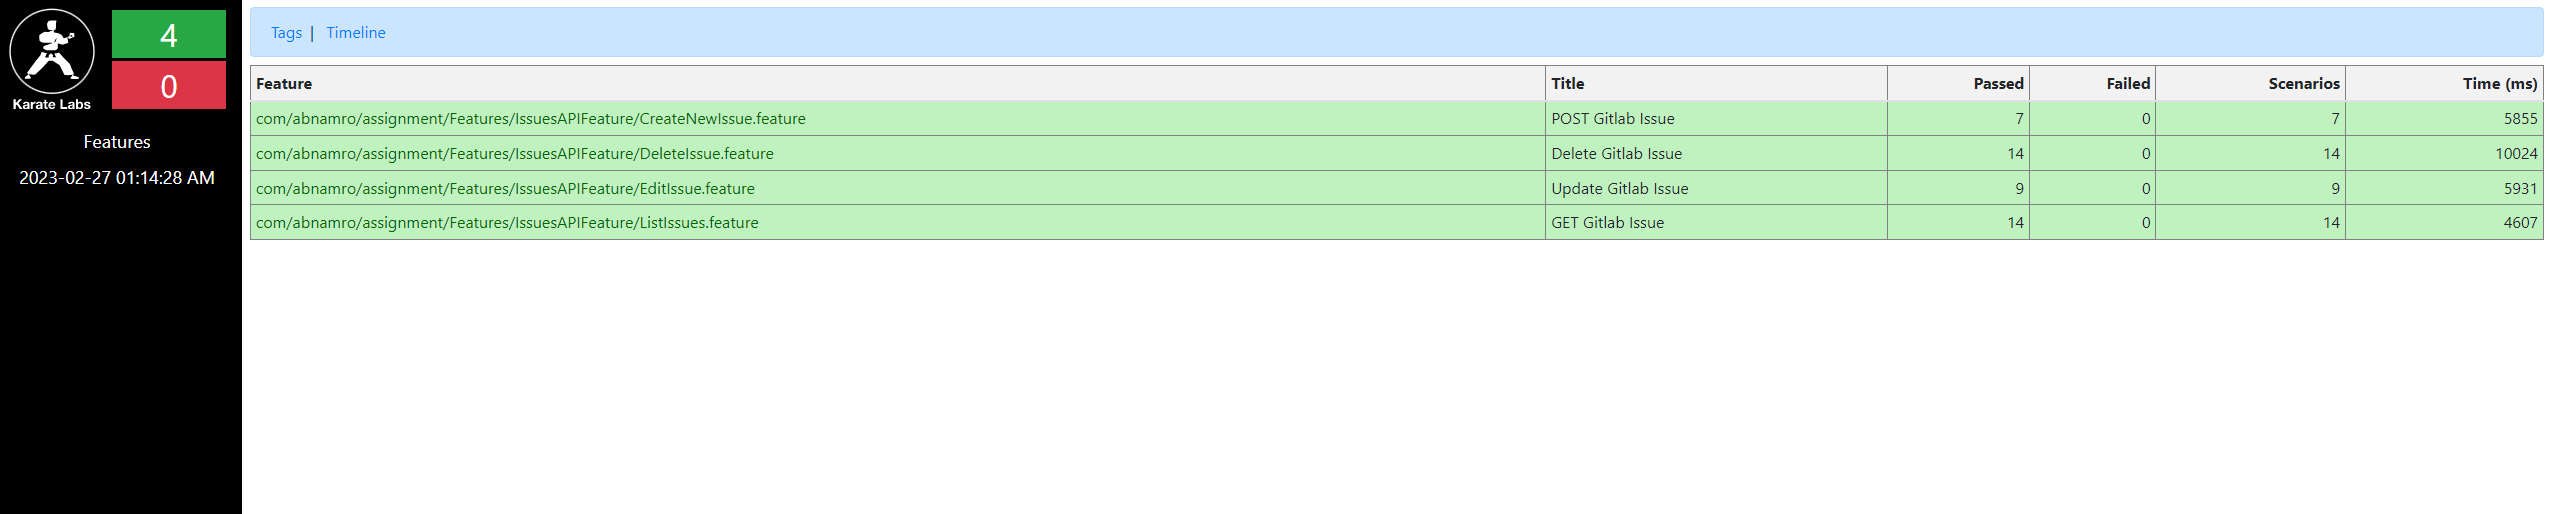 4
0
Karate Labs
Features
2023-02-27 01:14:28 AM
Tags | Timeline
Feature Title Passed Failed Scenarios Time (ms)
com/abnamro/assignment/Features/IssuesAPIFeature/CreateNewIssue.feature POST Gitlab Issue 7 0 7 5855
com/abnamro/assignment/Features/IssuesAPIFeature/DeleteIssue.feature Delete Gitlab Issue 14 0 14 10024
com/abnamro/assignment/Features/IssuesAPIFeature/EditIssue.feature Update Gitlab Issue 9 0 9 5931
com/abnamro/assignment/Features/IssuesAPIFeature/ListIssues.feature GET Gitlab Issue 14 0 14 4607